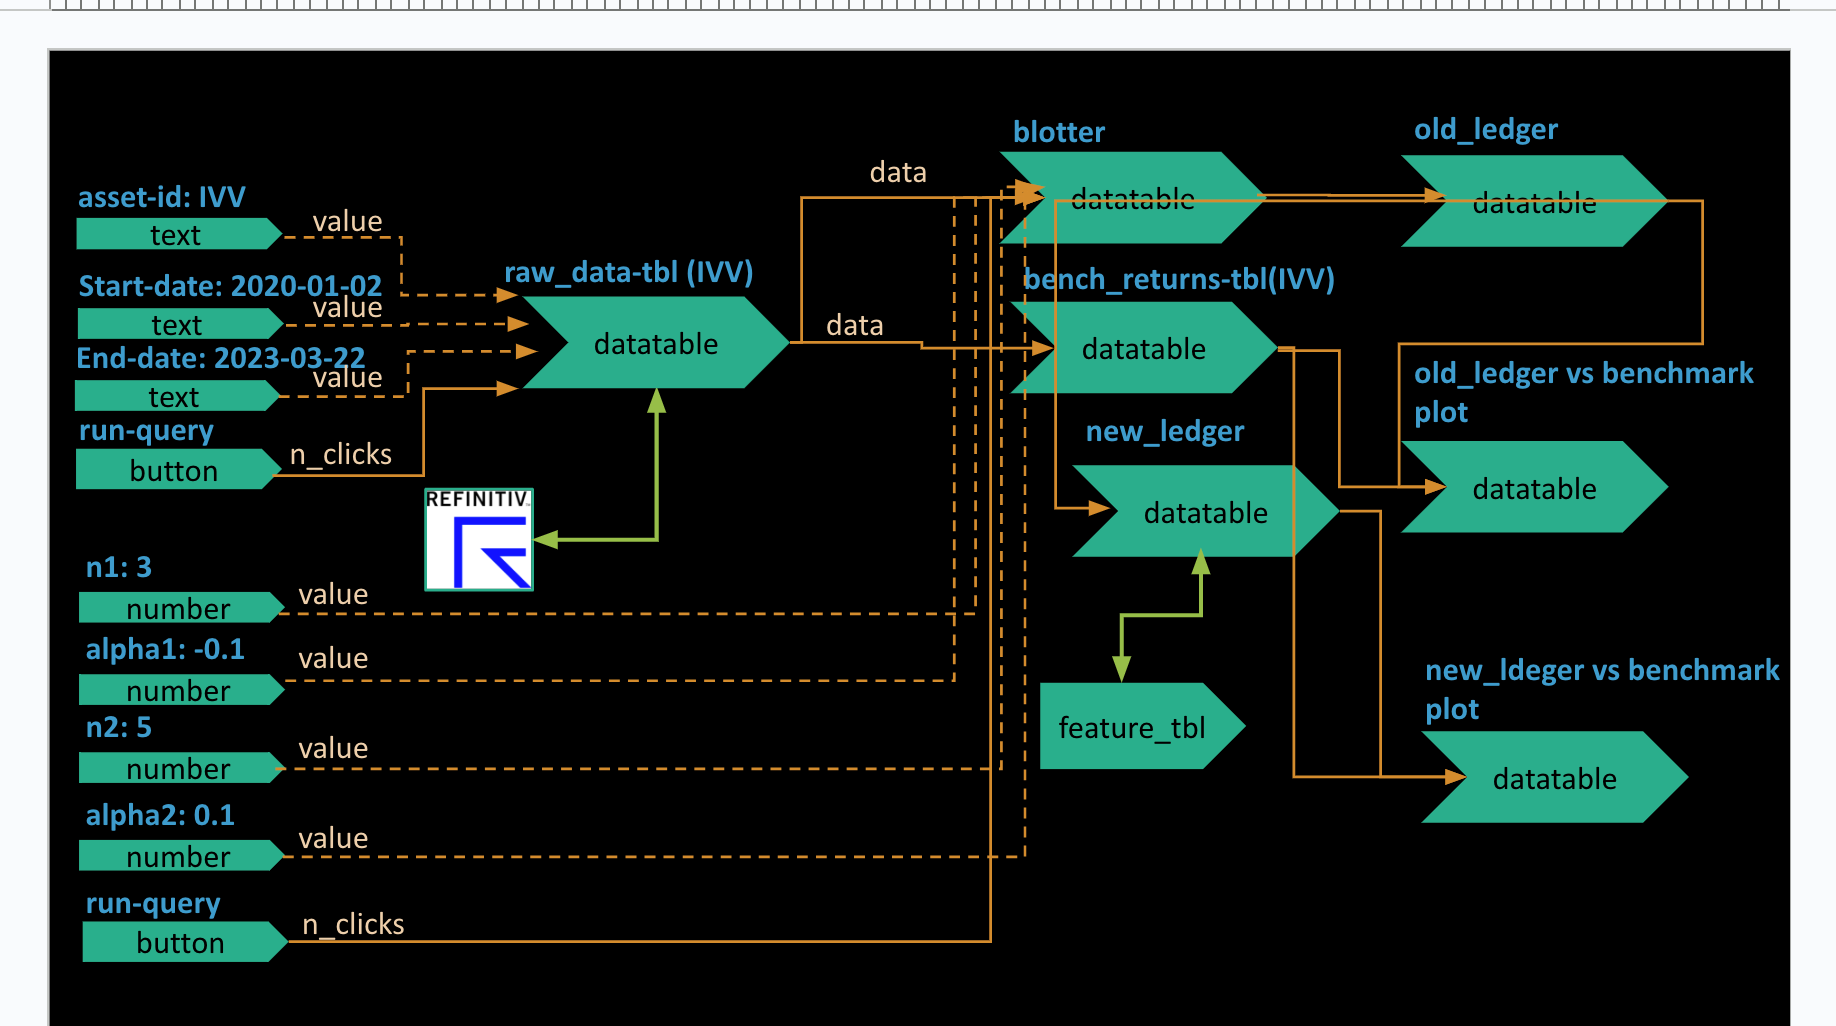 asset-id: IVV
text
value
Start-date: 2020-01-02
text
value
End-date: 2023-03-22
text
value
run-query
button
n_clicks
raw_data-tbl (IVV)
datatable
REFINITIV
data
data
n1: 3
number
value
alpha1: -0.1
number
value
n2: 5
number
value
alpha2: 0.1
number
value
run-query
button
n_clicks
blotter
datatable
old_ledger
datatable
bench_returns-tbl(IVV)
datatable
old_ledger vs benchmark
plot
datatable
new_ledger
datatable
feature_tbl
new_ldeger vs benchmark
plot
datatable